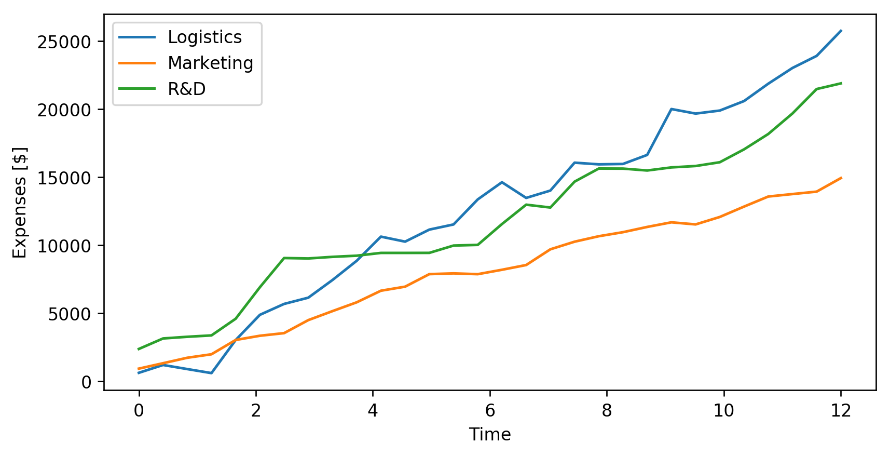 Logistics
Marketing
R&D
Expenses [$]
25000
20000
15000
10000
5000
0
0 2 4 6 8 10 12
Time